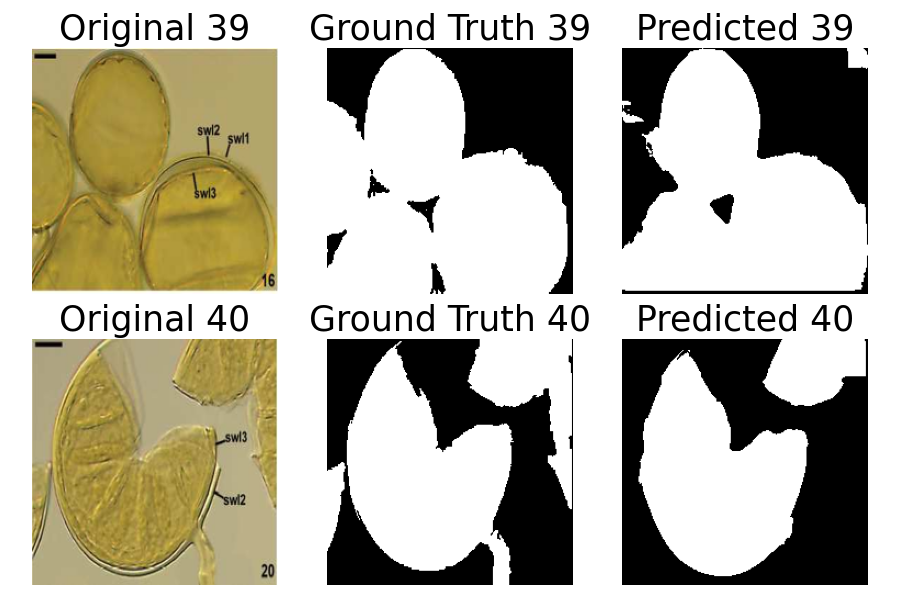 Original 39 Ground Truth 39 Predicted 39
swl2
swl1
swl3
16
Original 40 Ground Truth 40 Predicted 40
swl3
swl2
20